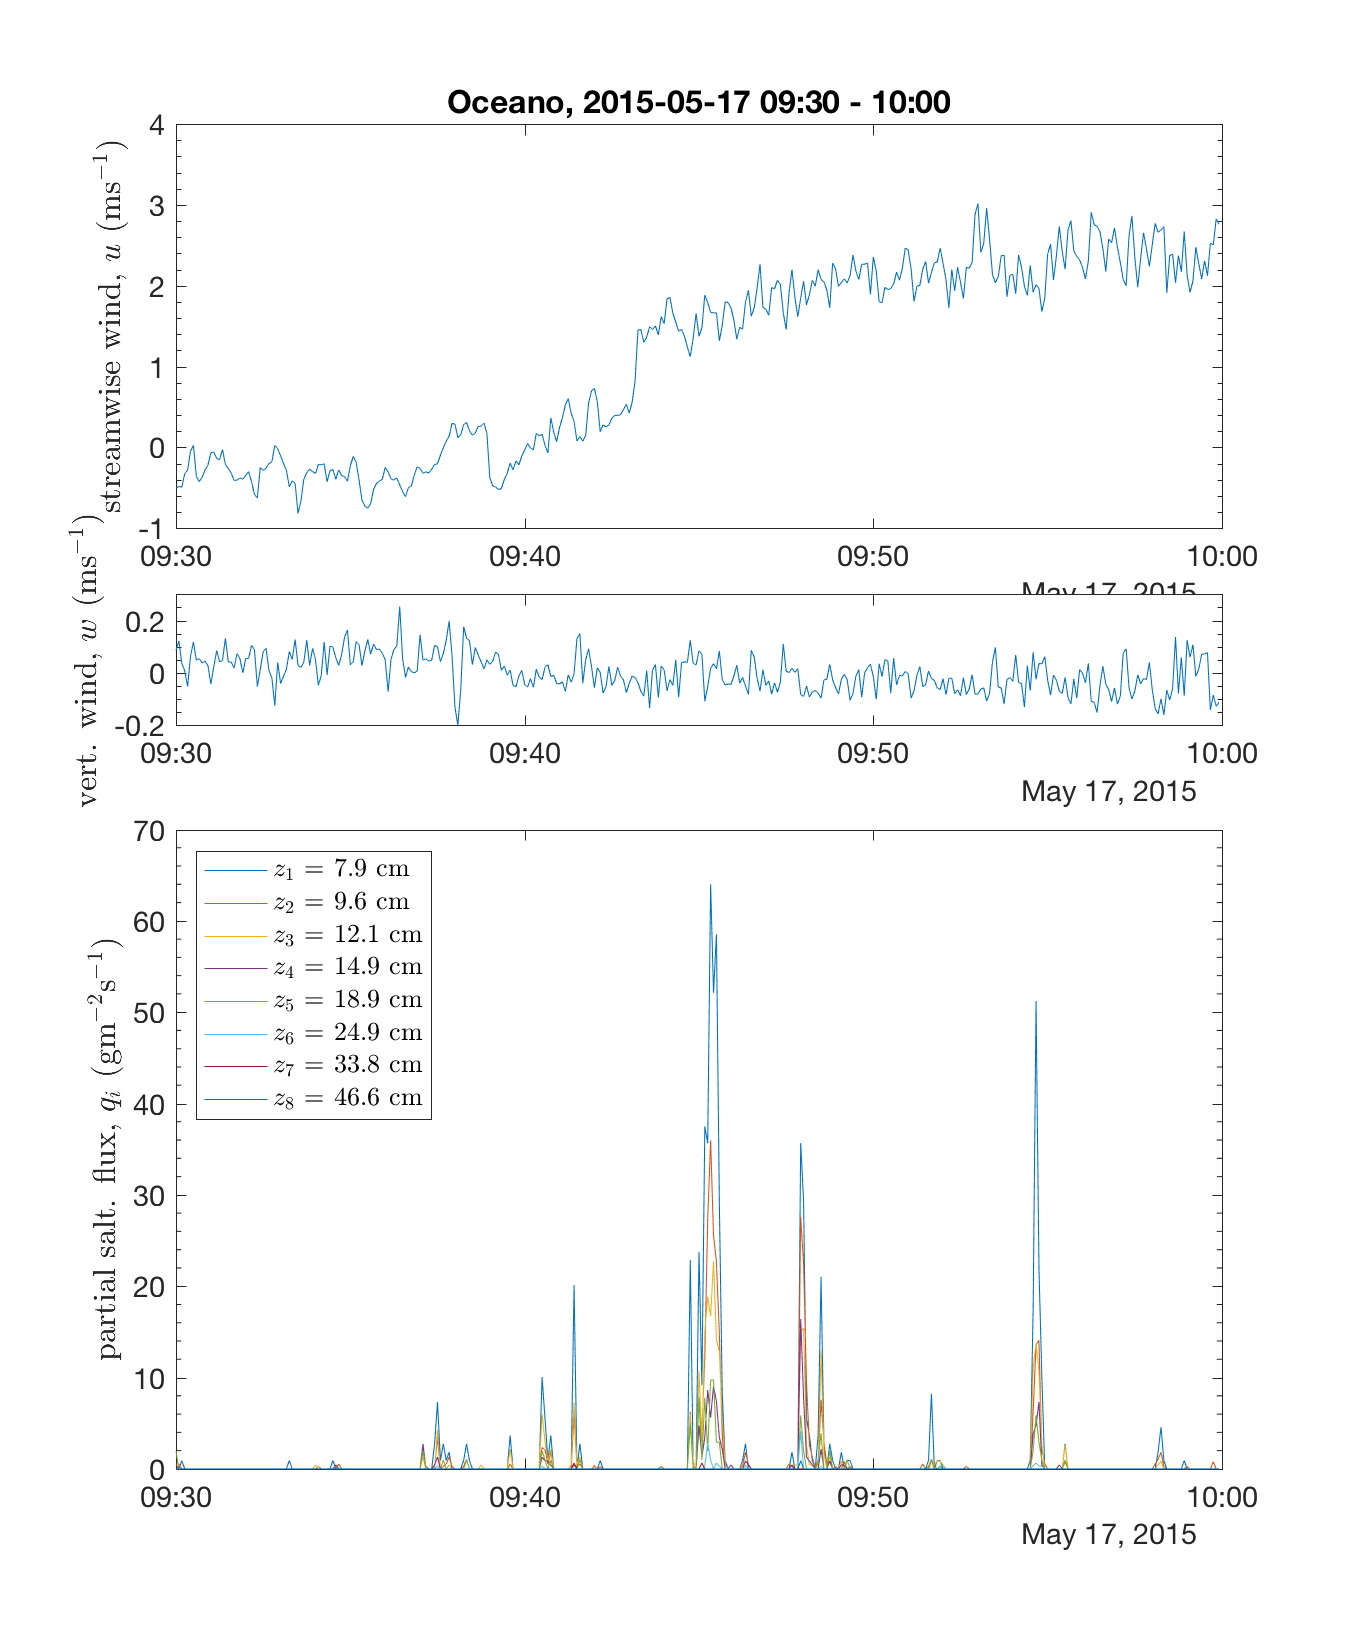 Oceano, 2015-05-17 09:30 - 10:00
streamwise wind, u (ms⁻¹)
4
3
2
1
0
-1
09:30 09:40 09:50 10:00
May 17, 2015
vert. wind, w (ms⁻¹)
0.2
0
-0.2
09:30 09:40 09:50 10:00
May 17, 2015
partial salt. flux, qᵢ (gm⁻²s⁻¹)
70
60
50
40
30
20
10
0
z₁ = 7.9 cm
z₂ = 9.6 cm
z₃ = 12.1 cm
z₄ = 14.9 cm
z₅ = 18.9 cm
z₆ = 24.9 cm
z₇ = 33.8 cm
z₈ = 46.6 cm
09:30 09:40 09:50 10:00
May 17, 2015